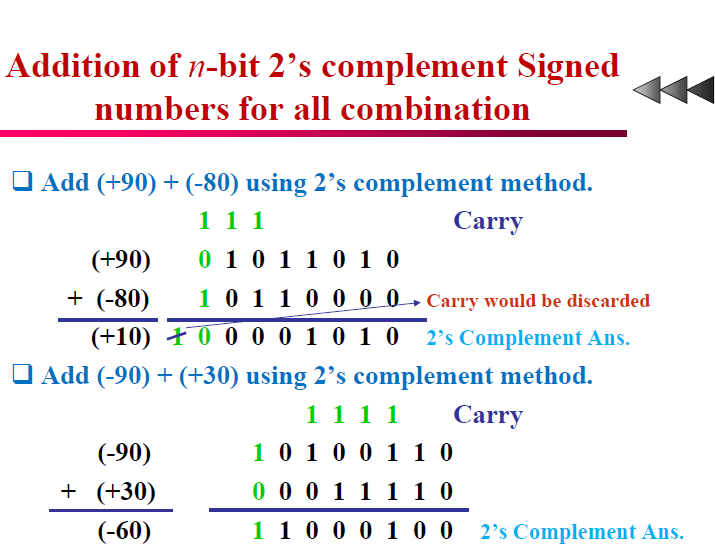 Addition of n-bit 2’s complement Signed
numbers for all combination
❑ Add (+90) + (-80) using 2’s complement method.
1 1 1 Carry
(+90) 0 1 0 1 1 0 1 0
+ (-80) 1 0 1 1 0 0 0 0 Carry would be discarded
(+10) 1 0 0 0 0 1 0 1 0 2’s Complement Ans.
❑ Add (-90) + (+30) using 2’s complement method.
1 1 1 1 Carry
(-90) 1 0 1 0 0 1 1 0
+ (+30) 0 0 0 1 1 1 1 0
(-60) 1 1 0 0 0 1 0 0 2’s Complement Ans.